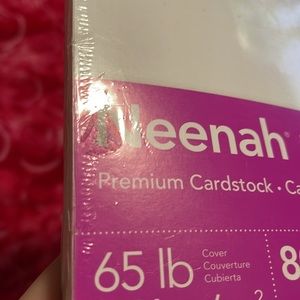 Neenah®
Premium Cardstock •
65 lb
Cover
Couverture
Cubierta